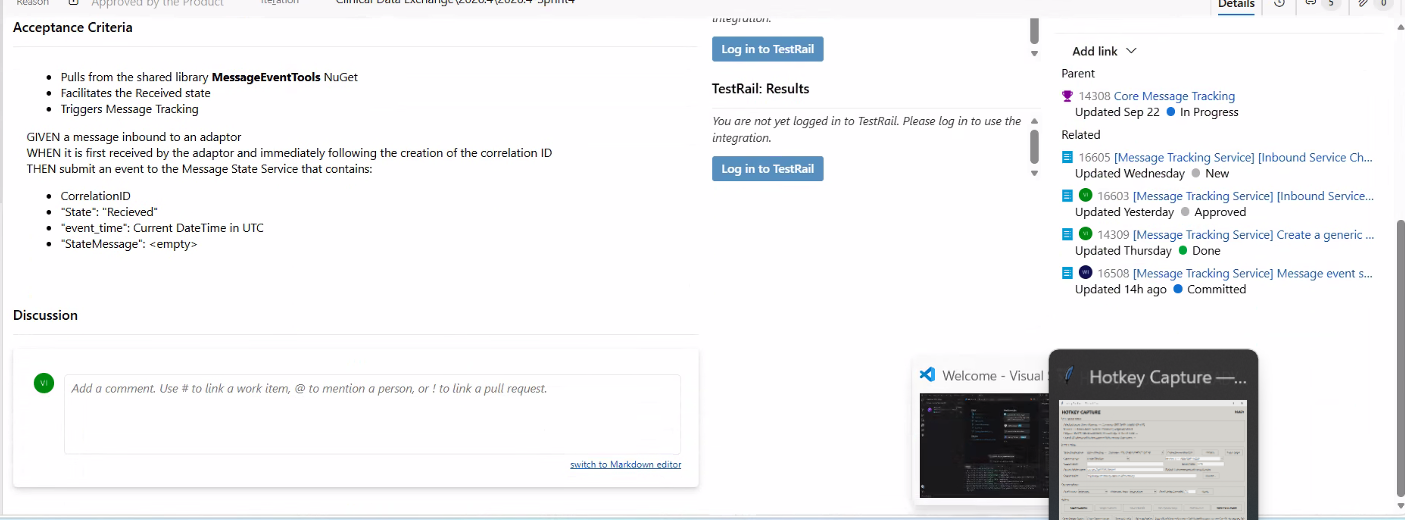 Reason
Approved by the Product
Iteration
Clinical Data Exchange\2026.4\2026.4-Sprint4
Acceptance Criteria
Pulls from the shared library MessageEventTools NuGet
Facilitates the Received state
Triggers Message Tracking
GIVEN a message inbound to an adaptor
WHEN it is first received by the adaptor and immediately following the creation of the correlation ID
THEN submit an event to the Message State Service that contains:
CorrelationID
"State": "Recieved"
"event_time": Current DateTime in UTC
"StateMessage": <empty>
Discussion
VI
Add a comment. Use # to link a work item, @ to mention a person, or ! to link a pull request.
switch to Markdown editor
integration.
Log in to TestRail
TestRail: Results
You are not yet logged in to TestRail. Please log in to use the
integration.
Log in to TestRail
Details
5
0
Add link
Parent
14308 Core Message Tracking
Updated Sep 22 In Progress
Related
16605 [Message Tracking Service] [Inbound Service Ch...
Updated Wednesday New
VI 16603 [Message Tracking Service] [Inbound Service...
Updated Yesterday Approved
VI 14309 [Message Tracking Service] Create a generic ...
Updated Thursday Done
16508 [Message Tracking Service] Message event s...
Updated 14h ago Committed
Welcome - Visual
Hotkey Capture —...
HOTKEY CAPTURE